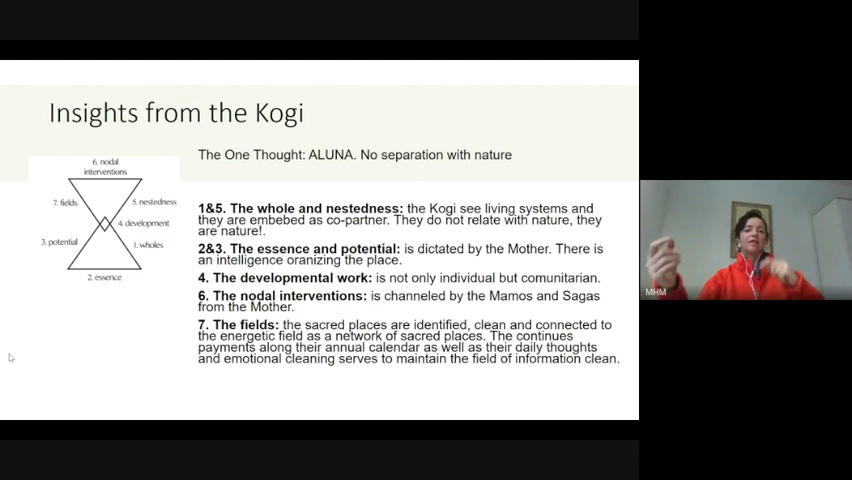 Insights from the Kogi
The One Thought: ALUNA. No separation with nature
6. nodal
interventions
7. fields
5. nestedness
4. development
3. potential
1. wholes
2. essence
1&5. The whole and nestedness: the Kogi see living systems and
they are embebed as co-partner. They do not relate with nature, they
are nature!.
2&3. The essence and potential: is dictated by the Mother. There is
an intelligence oranizing the place.
4. The developmental work: is not only individual but comunitarian.
6. The nodal interventions: is channeled by the Mamos and Sagas
from the Mother.
7. The fields: the sacred places are identified, clean and connected to
the energetic field as a network of sacred places. The continues
payments along their annual calendar as well as their daily thoughts
and emotional cleaning serves to maintain the field of information clean.
MHM